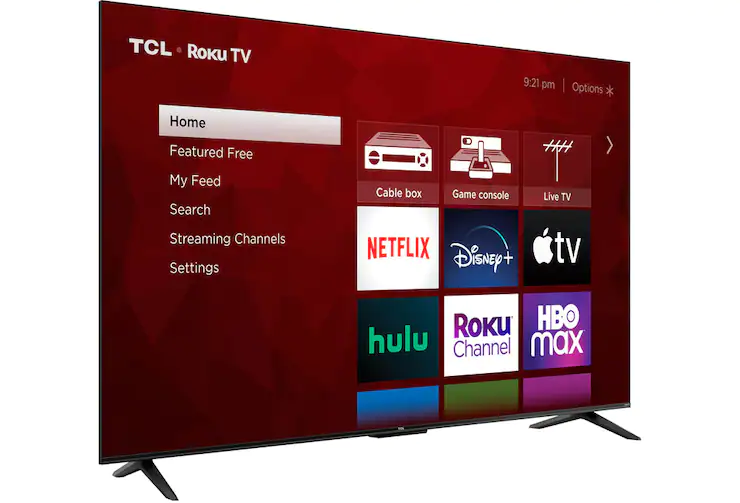 TCL • Roku TV
9:21 pm | Options
Home
Featured Free
My Feed
Search
Streaming Channels
Settings
Cable box
Game console
Live TV
NETFLIX
Disney+
tv
hulu
Roku
Channel
HBO
max
TCL